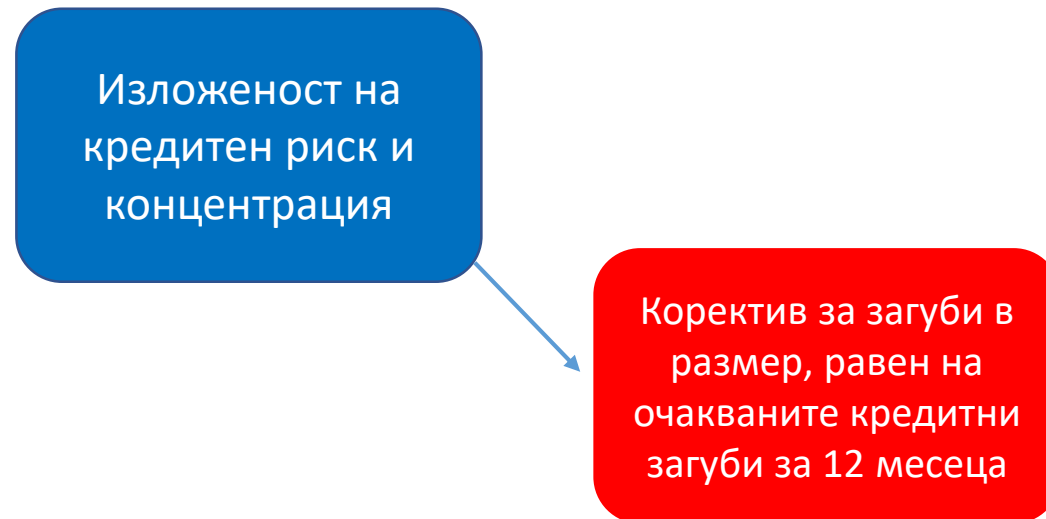 Изложеност на
кредитен риск и
концентрация
Коректив за загуби в
размер, равен на
очакваните кредитни
загуби за 12 месеца